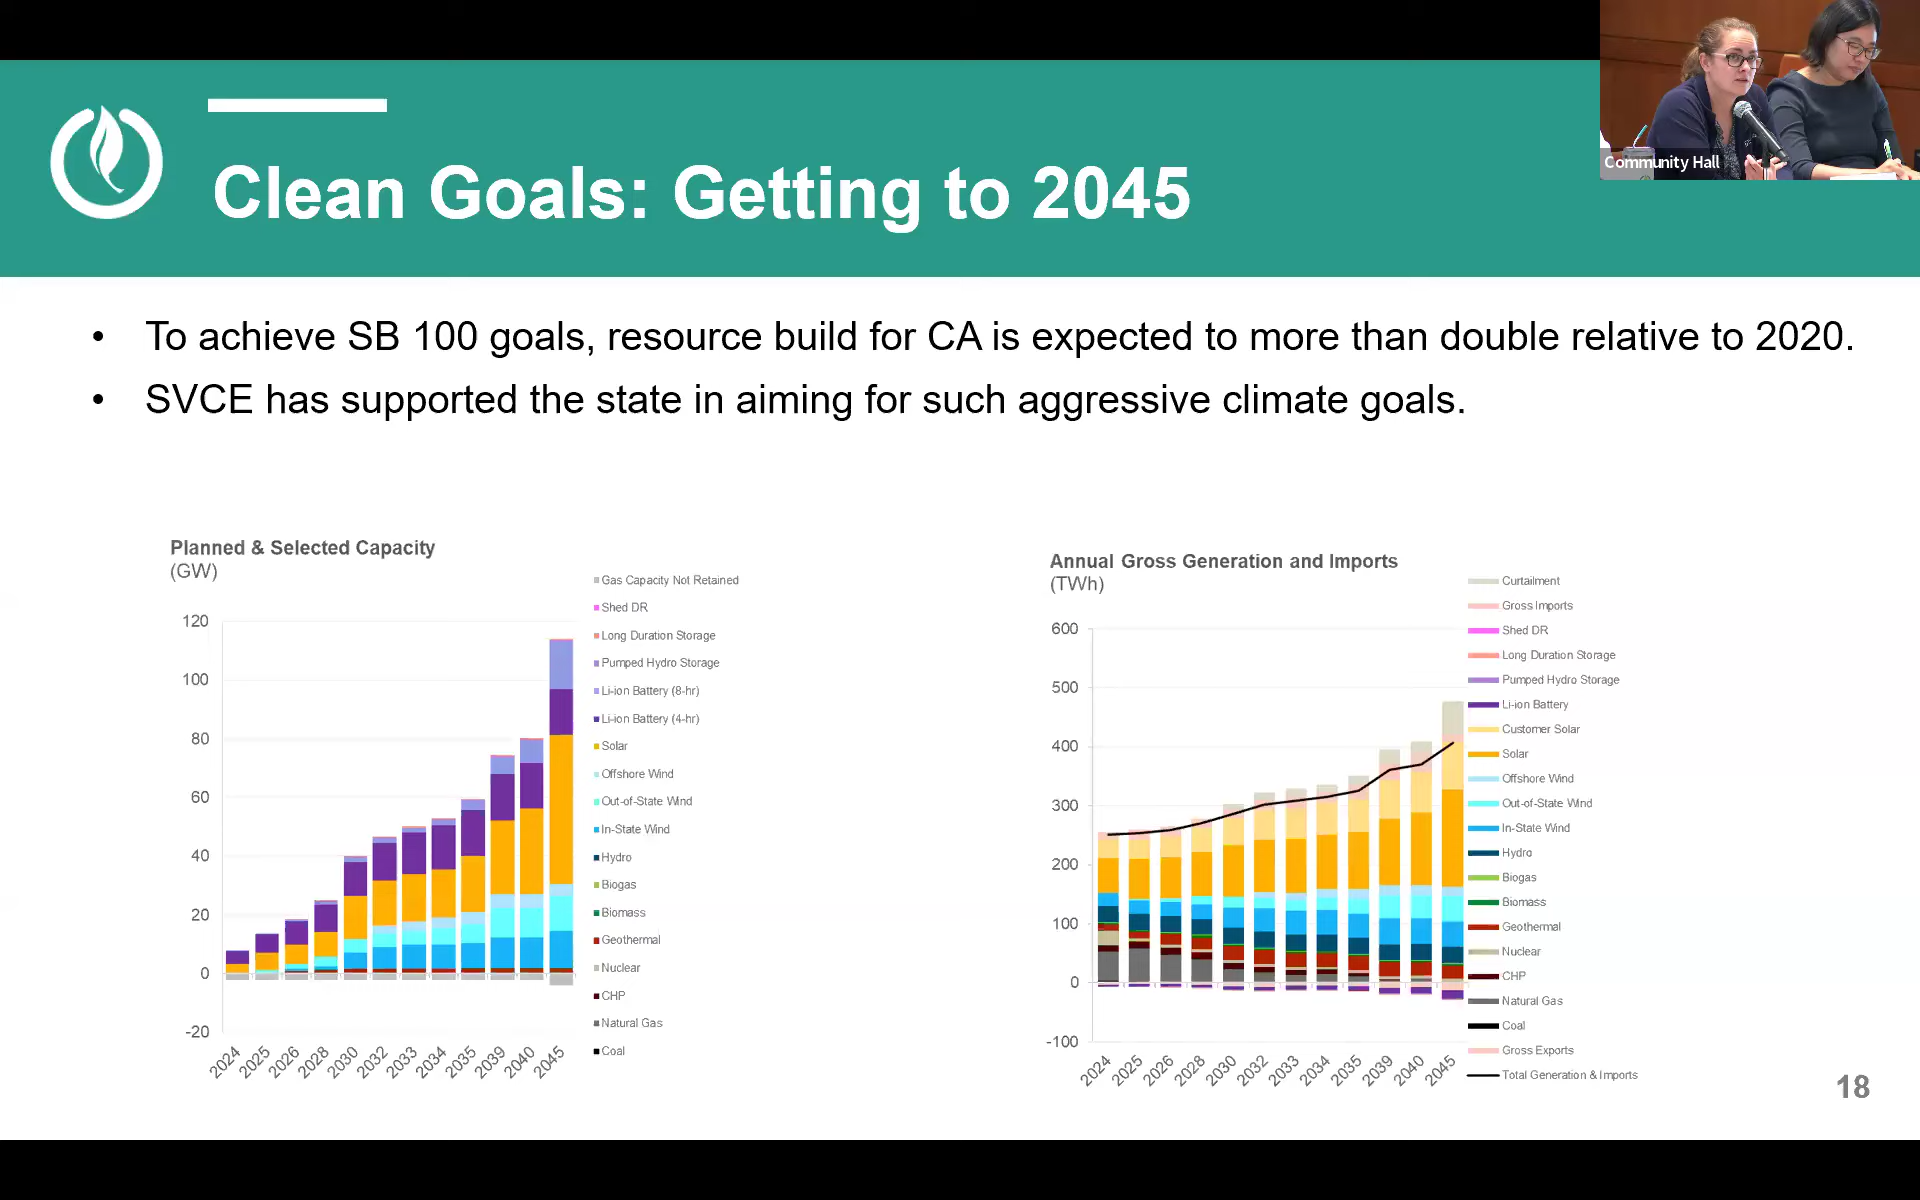 Community Hall
Clean Goals: Getting to 2045
• To achieve SB 100 goals, resource build for CA is expected to more than double relative to 2020.
• SVCE has supported the state in aiming for such aggressive climate goals.
Planned & Selected Capacity
(GW)
120
100
80
60
40
20
0
-20
2024
2025
2026
2028
2030
2032
2033
2034
2035
2039
2040
2045
Gas Capacity Not Retained
Shed DR
Long Duration Storage
Pumped Hydro Storage
Li-ion Battery (8-hr)
Li-ion Battery (4-hr)
Solar
Offshore Wind
Out-of-State Wind
In-State Wind
Hydro
Biogas
Biomass
Geothermal
Nuclear
CHP
Natural Gas
Coal
Annual Gross Generation and Imports
(TWh)
600
500
400
300
200
100
0
-100
2024
2025
2026
2028
2030
2032
2033
2034
2035
2039
2040
2045
Curtailment
Gross Imports
Shed DR
Long Duration Storage
Pumped Hydro Storage
Li-ion Battery
Customer Solar
Solar
Offshore Wind
Out-of-State Wind
In-State Wind
Hydro
Biogas
Biomass
Geothermal
Nuclear
CHP
Natural Gas
Coal
Gross Exports
Total Generation & Imports
18